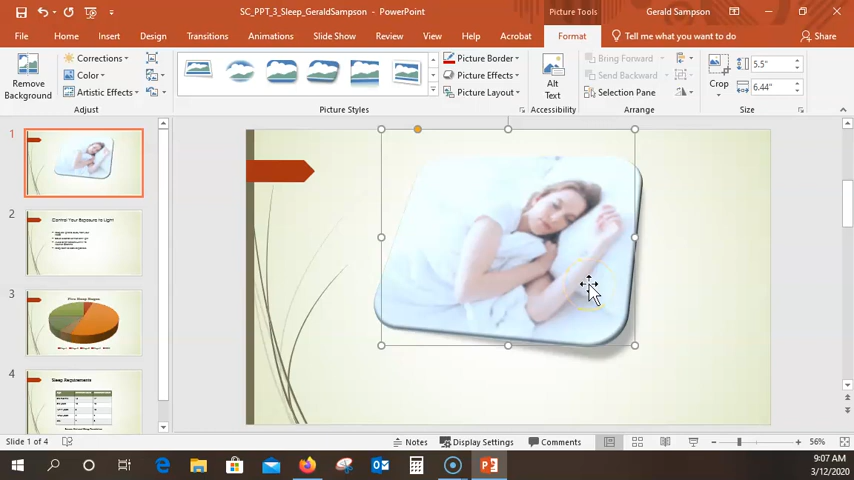 SC_PPT_3_Sleep_GeraldSampson - PowerPoint
Picture Tools
Gerald Sampson
File
Home
Insert
Design
Transitions
Animations
Slide Show
Review
View
Help
Acrobat
Format
Tell me what you want to do
Share
Remove
Background
Corrections
Color
Artistic Effects
Adjust
Picture Styles
Picture Border
Picture Effects
Picture Layout
Alt
Text
Accessibility
Bring Forward
Send Backward
Selection Pane
Arrange
Crop
5.5"
6.44"
Size
1
2
Control Your Exposure to Light
3
Five Sleep Stages
4
Sleep Requirements
Slide 1 of 4
Notes
Display Settings
Comments
56%
9:07 AM
3/12/2020